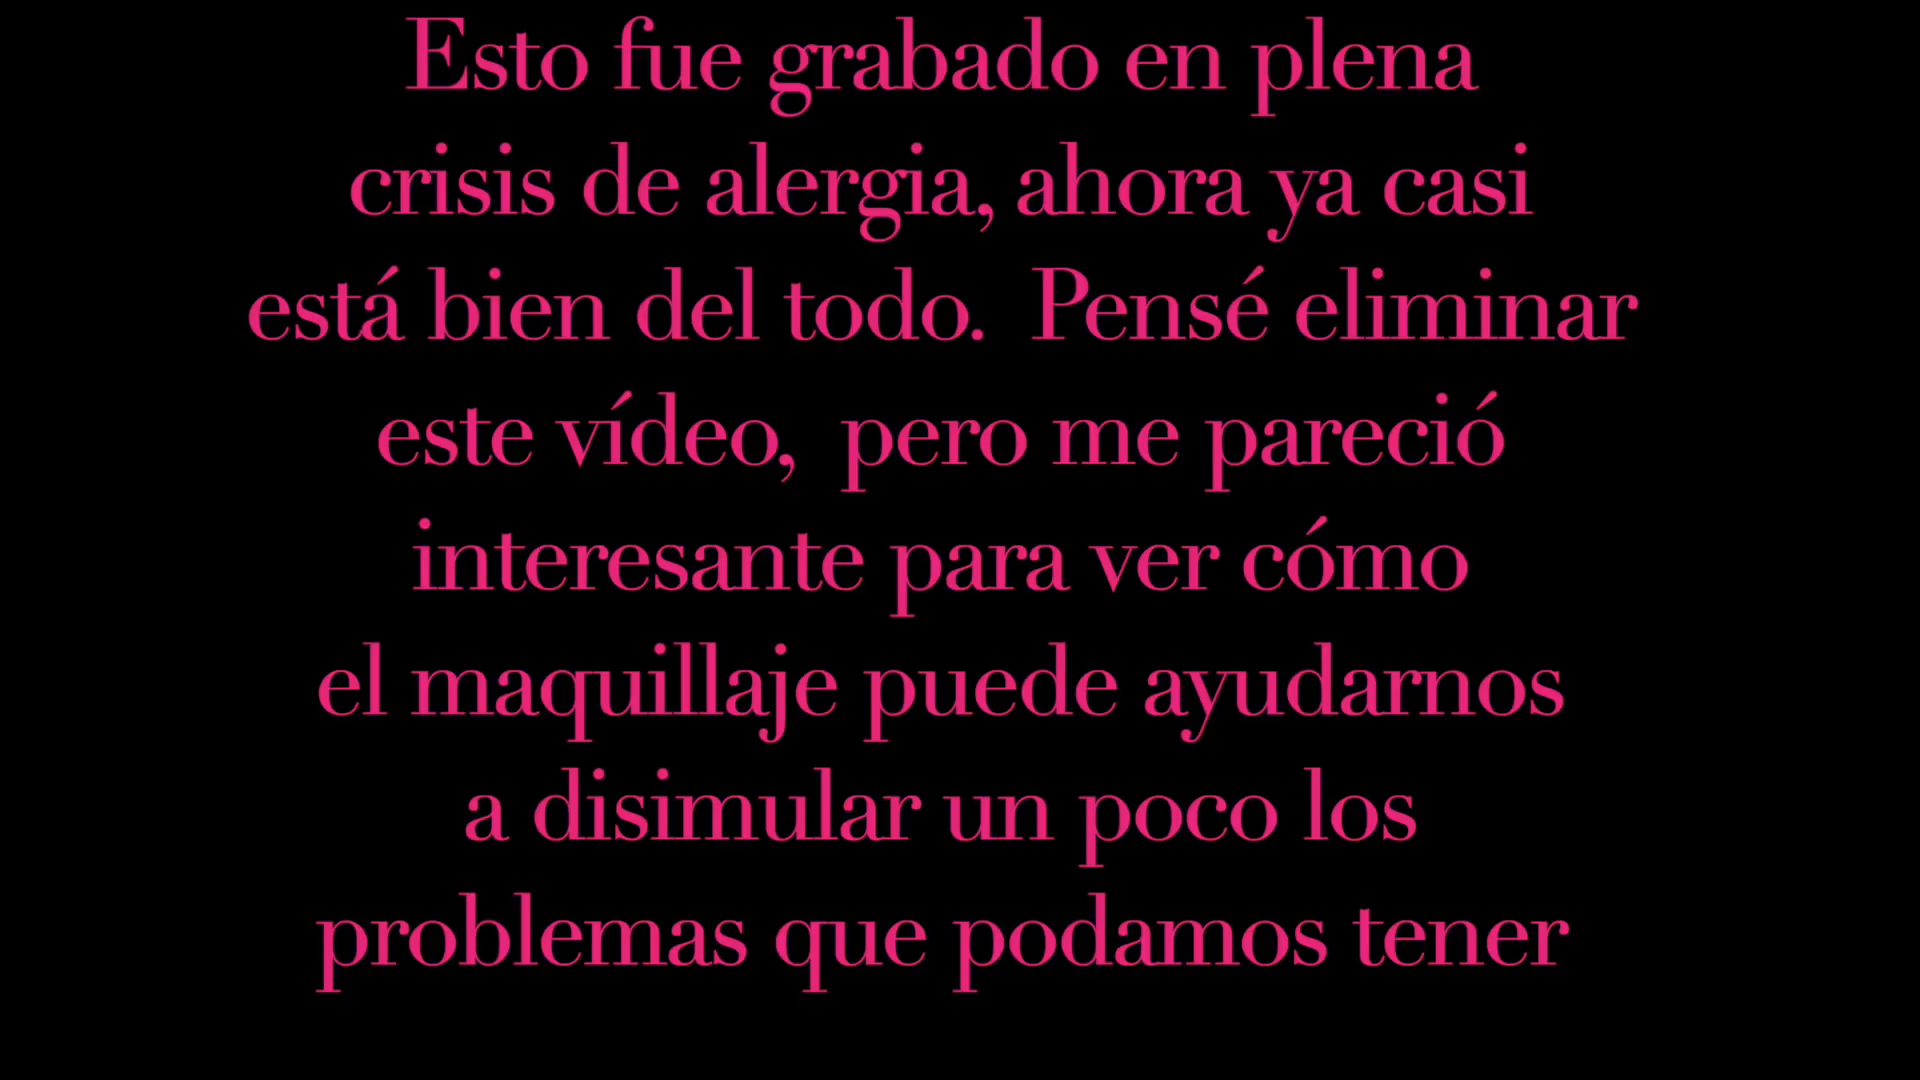 Esto fue grabado en plena
crisis de alergia, ahora ya casi
está bien del todo.  Pensé eliminar
este vídeo,  pero me pareció
interesante para ver cómo
el maquillaje puede ayudarnos
a disimular un poco los
problemas que podamos tener